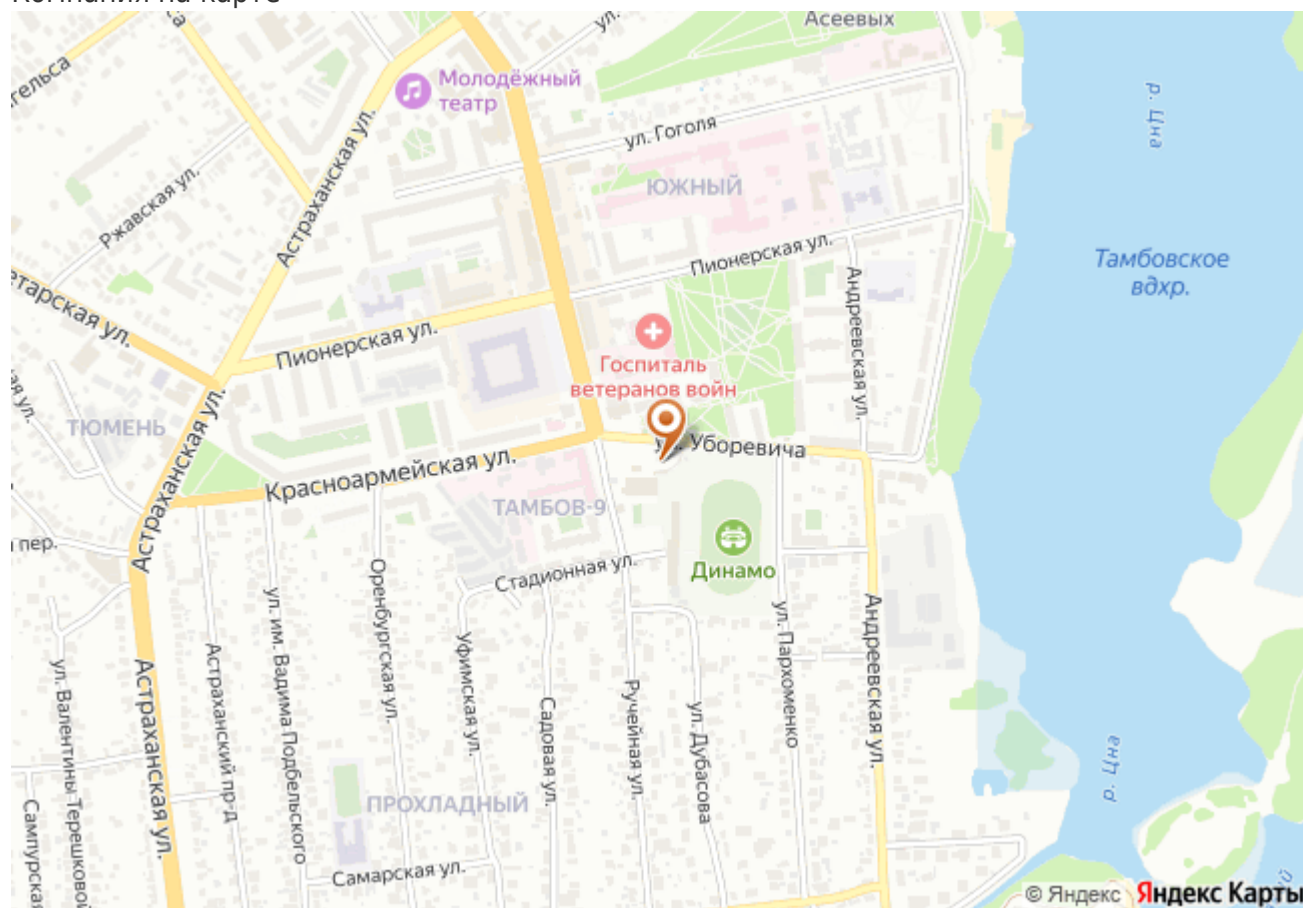 Асеевых
Молодёжный
театр
ул. Гоголя
р. Цна
Астраханская ул.
Ржавская ул.
ЮЖНЫЙ
Пионерская ул.
Андреевская ул.
Тамбовское
вдхр.
Пионерская ул.
Госпиталь
ветеранов войн
ТЮМЕНЬ
Уборевича
Красноармейская ул.
Астраханская ул.
ТАМБОВ-9
пер.
Стадионная ул.
Динамо
Оренбургская ул.
ул. им. Вадима Подбельского
Астраханский пр-д
Уфимская ул.
Садовая ул.
Ручейная ул.
ул. Дубасова
ул. Пархоменко
Андреевская ул.
Астраханская ул.
ул. Валентины Терешковой
р. Цна
ПРОХЛАДНЫЙ
Сампурская
Самарская ул.
© Яндекс Яндекс Карты